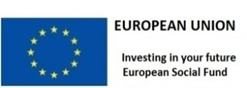 EUROPEAN UNION
Investing in your future
European Social Fund